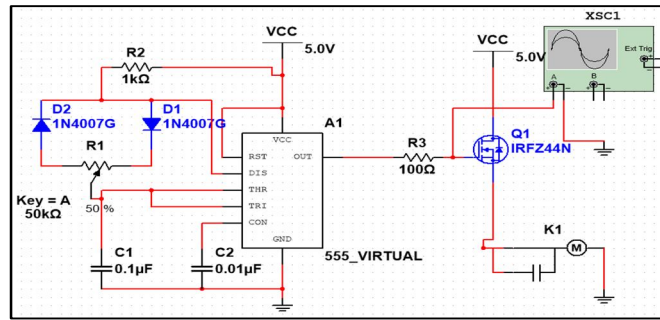 XSC1
VCC
5.0V
VCC
5.0V
Ext Trig
A
B
R2
1kΩ
D2
1N4007G
D1
1N4007G
R1
Key = A
50kΩ
50 %
A1
VCC
RST
OUT
DIS
THR
TRI
CON
GND
555_VIRTUAL
R3
100Ω
Q1
IRFZ44N
K1
M
C1
0.1µF
C2
0.01µF